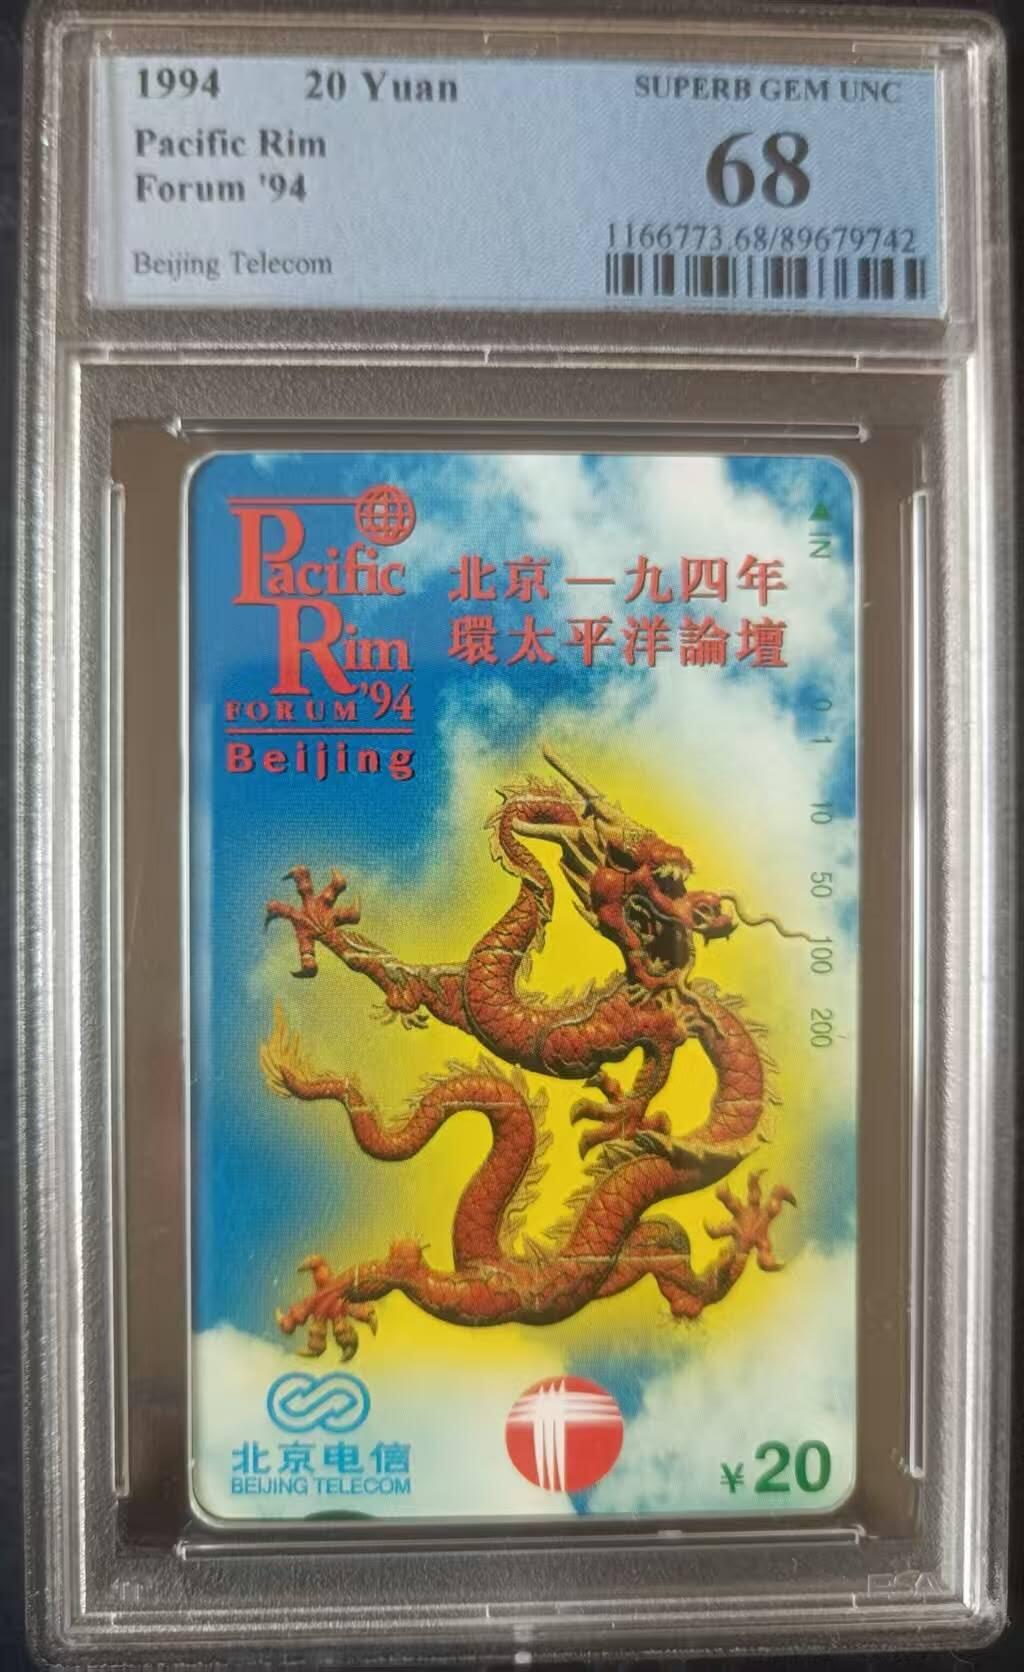 1994 20 Yuan
SUPERB GEM UNC
Pacific Rim
Forum '94
68
Beijing Telecom
1166773.68/89679742
Pacific
Rim
FORUM '94
Beijing
北京一九四年
環太平洋論壇
IN
0 1 10 50 100 200
北京电信
BEIJING TELECOM
¥20